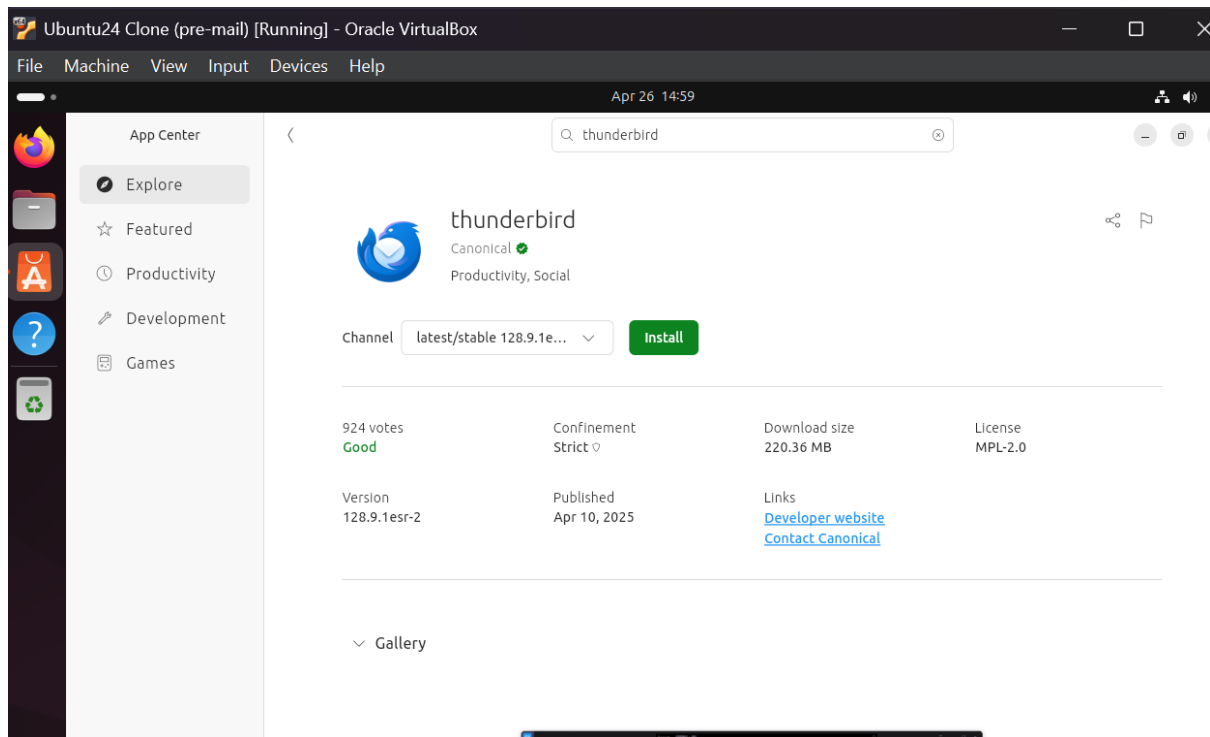 Ubuntu24 Clone (pre-mail) [Running] - Oracle VirtualBox
File Machine View Input Devices Help
Apr 26 14:59
App Center
thunderbird
Explore
Featured
Productivity
Development
Games
thunderbird
Canonical
Productivity, Social
Channel latest/stable 128.9.1e... Install
924 votes Confinement Download size License
Good Strict 220.36 MB MPL-2.0
Version Published Links
128.9.1esr-2 Apr 10, 2025 Developer website
Contact Canonical
Gallery